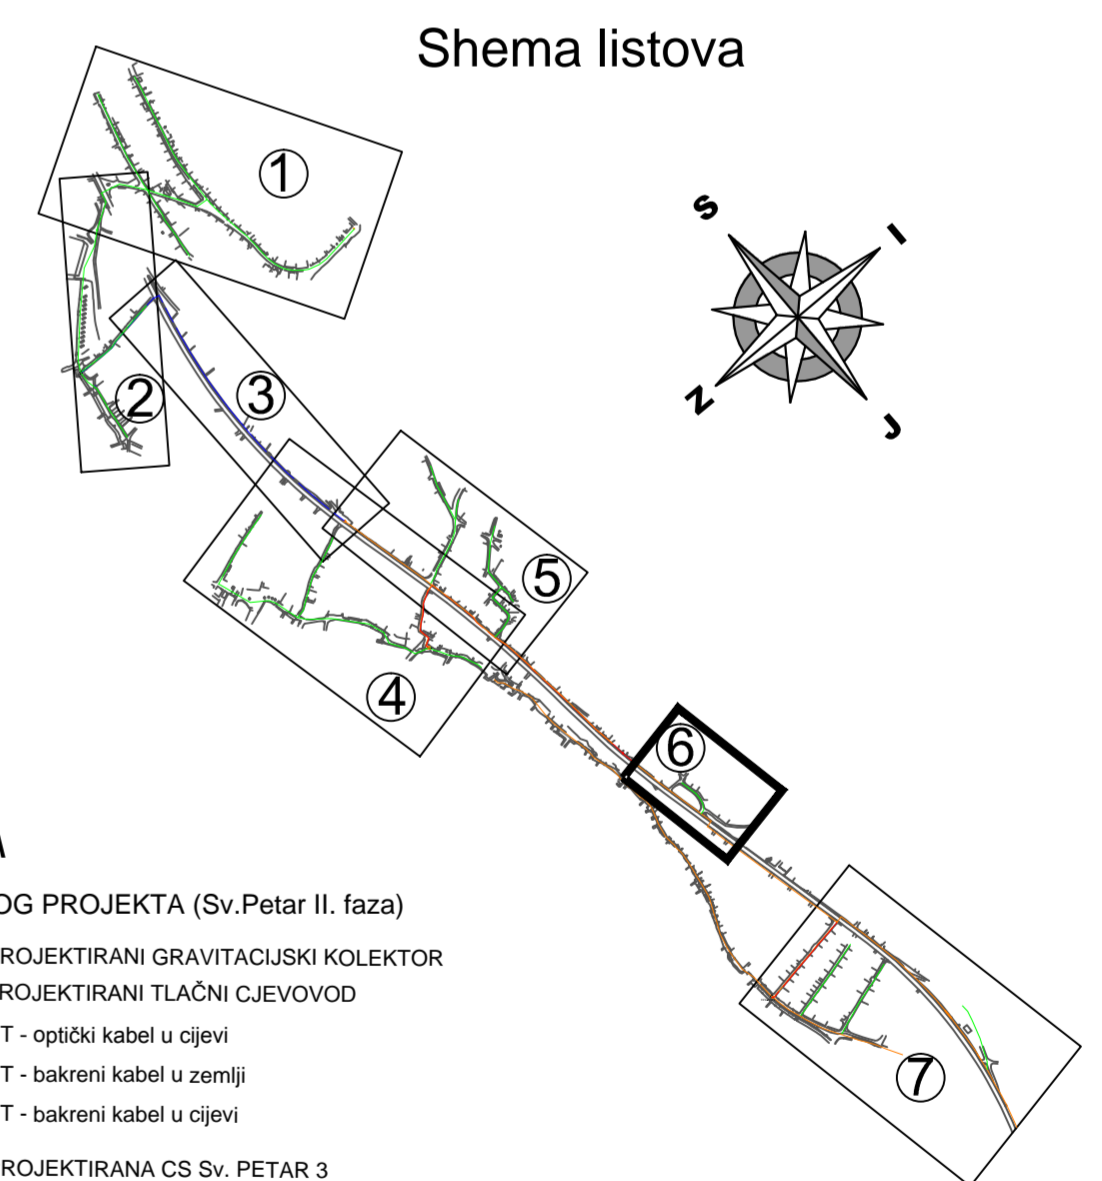 Shema listova
1
S
I
2
3
Z
J
5
4
6
A
OG PROJEKTA (Sv.Petar II. faza)
ROJEKTIRANI GRAVITACIJSKI KOLEKTOR
ROJEKTIRANI TLAČNI CJEVOVOD
T - optički kabel u cijevi
T - bakreni kabel u zemlji
7
T - bakreni kabel u cijevi
ROJEKTIRANA CS Sv. PETAR 3